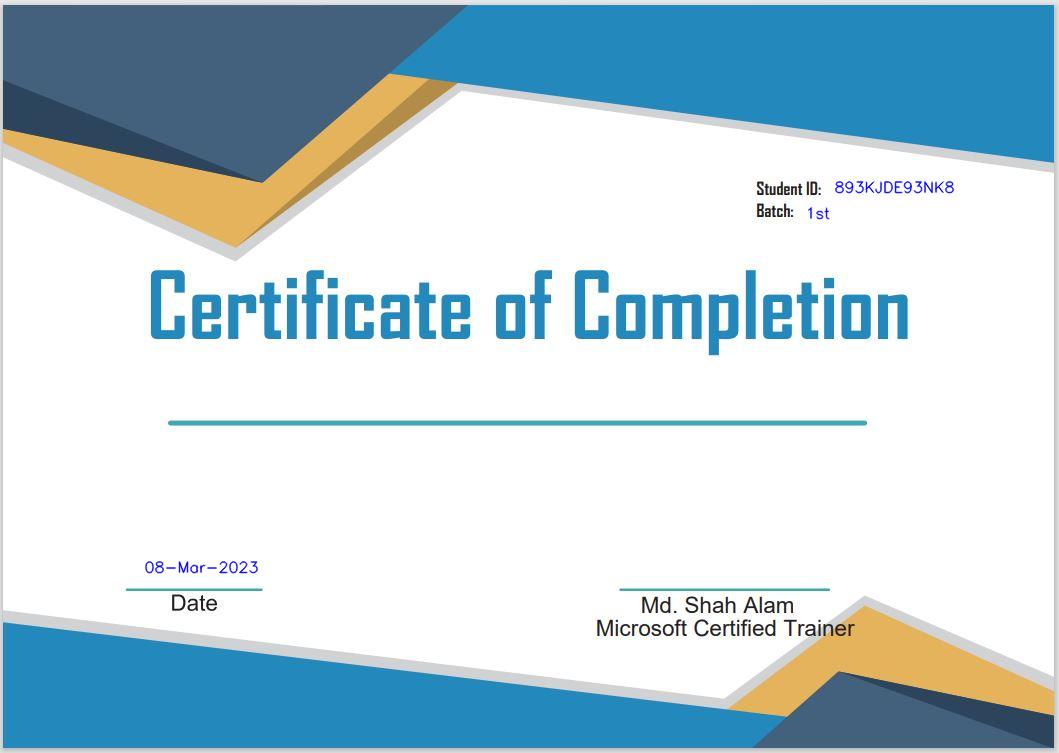 Student ID: 893KJDE93NK8
Batch: 1st
Certificate of Completion
08-Mar-2023
Date
Md. Shah Alam
Microsoft Certified Trainer